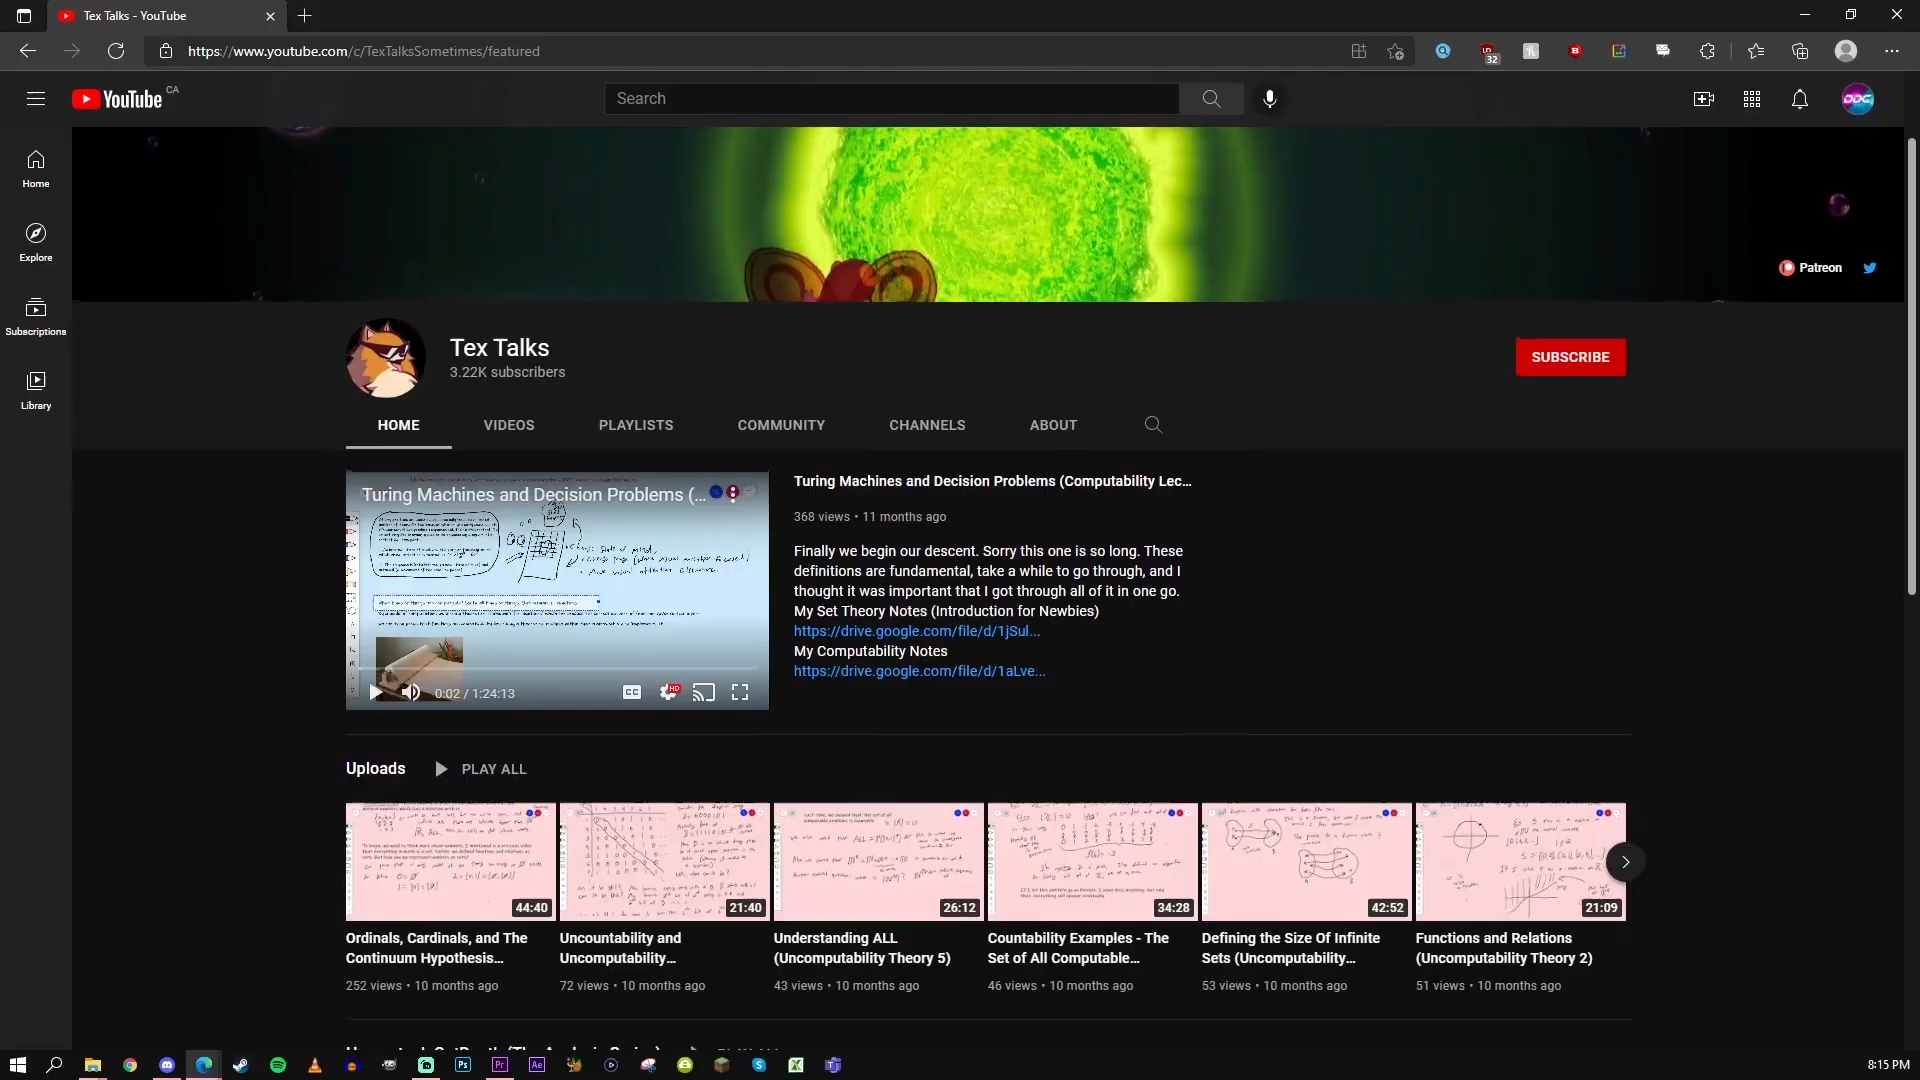 Tex Talks - YouTube
https://www.youtube.com/c/TexTalksSometimes/featured
32
YouTube CA
Search
DDG
Home
Explore
Subscriptions
Library
Patreon
Tex Talks
3.22K subscribers
SUBSCRIBE
HOME VIDEOS PLAYLISTS COMMUNITY CHANNELS ABOUT
Turing Machines and Decision Problems (...
CC
HD
0:02 / 1:24:13
Turing Machines and Decision Problems (Computability Lec...
368 views • 11 months ago
Finally we begin our descent. Sorry this one is so long. These
definitions are fundamental, take a while to go through, and I
thought it was important that I got through all of it in one go.
My Set Theory Notes (Introduction for Newbies)
https://drive.google.com/file/d/1jSul...
My Computability Notes
https://drive.google.com/file/d/1aLve...
Uploads PLAY ALL
44:40
21:40
26:12
34:28
42:52
21:09
Ordinals, Cardinals, and The
Continuum Hypothesis...
252 views • 10 months ago
Uncountability and
Uncomputability...
72 views • 10 months ago
Understanding ALL
(Uncomputability Theory 5)
43 views • 10 months ago
Countability Examples - The
Set of All Computable...
46 views • 10 months ago
Defining the Size Of Infinite
Sets (Uncomputability...
53 views • 10 months ago
Functions and Relations
(Uncomputability Theory 2)
51 views • 10 months ago
Ps Pr Ae
8:15 PM